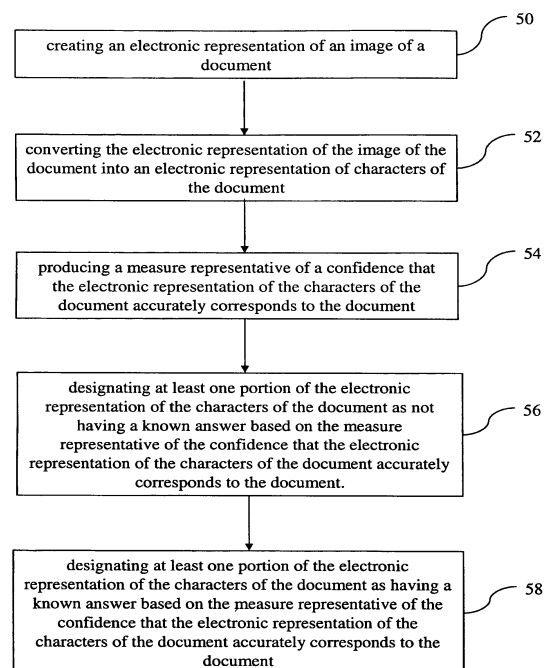 50
creating an electronic representation of an image of a
document
52
converting the electronic representation of the image of the
document into an electronic representation of characters of
the document
54
producing a measure representative of a confidence that
the electronic representation of the characters of the
document accurately corresponds to the document
56
designating at least one portion of the electronic
representation of the characters of the document as not
having a known answer based on the measure
representative of the confidence that the electronic
representation of the characters of the document accurately
corresponds to the document.
58
designating at least one portion of the electronic
representation of the characters of the document as having a
known answer based on the measure representative of the
confidence that the electronic representation of the
characters of the document accurately corresponds to the
document